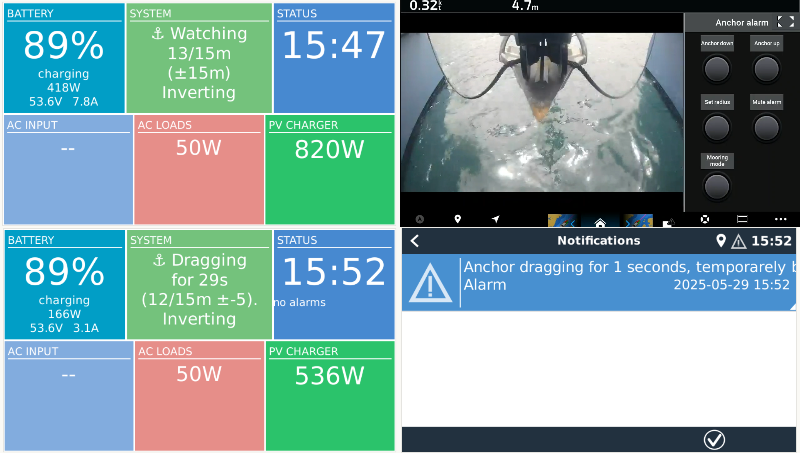 BATTERY
89%
charging
418W
53.6V 7.8A
SYSTEM
⚓ Watching
13/15m
(±15m)
Inverting
STATUS
15:47
AC INPUT
--
AC LOADS
50W
PV CHARGER
820W
4.7m
Anchor alarm
Anchor down
Anchor up
Set radius
Mute alarm
Mooring
mode
BATTERY
89%
charging
166W
53.6V 3.1A
SYSTEM
⚓ Dragging
for 29s
(12/15m ±-5).
Inverting
STATUS
15:52
no alarms
AC INPUT
--
AC LOADS
50W
PV CHARGER
536W
Notifications
15:52
Anchor dragging for 1 seconds, temporarely b
Alarm
2025-05-29 15:52